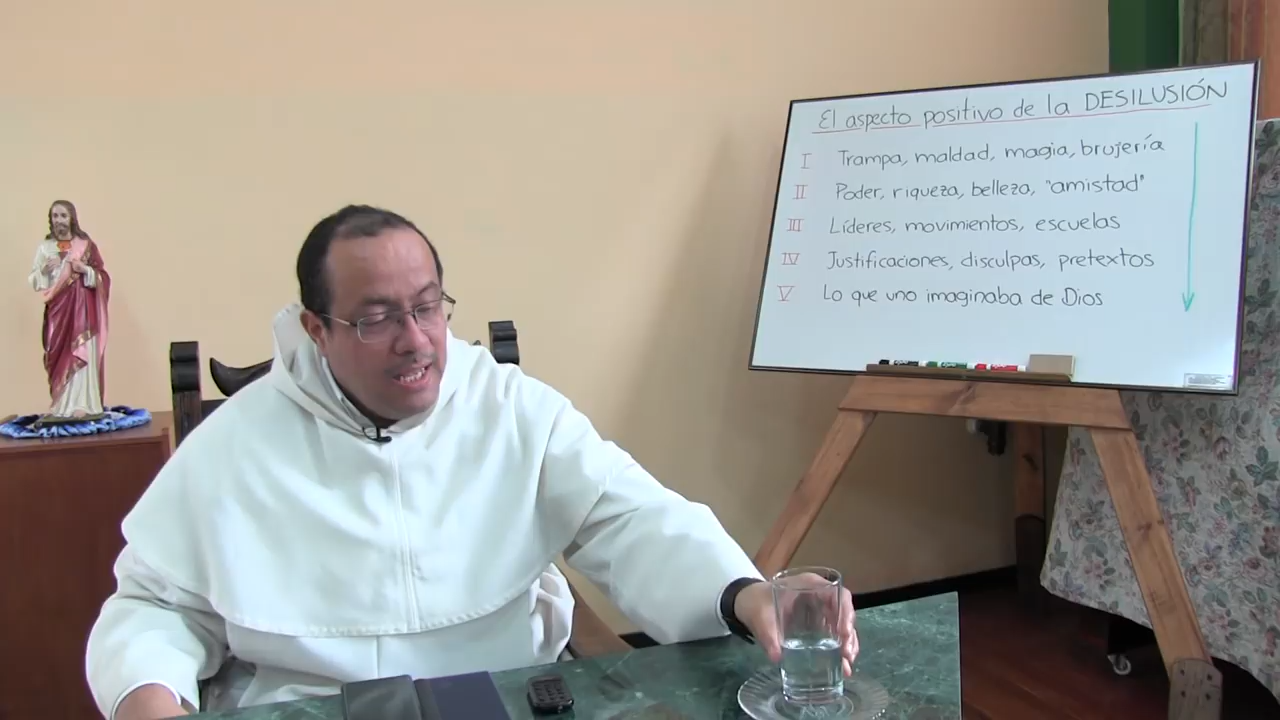 El aspecto positivo de la DESILUSIÓN
I Trampa, maldad, magia, brujería
II Poder, riqueza, belleza, "amistad"
III Líderes, movimientos, escuelas
IV Justificaciones, disculpas, pretextos
V Lo que uno imaginaba de Dios